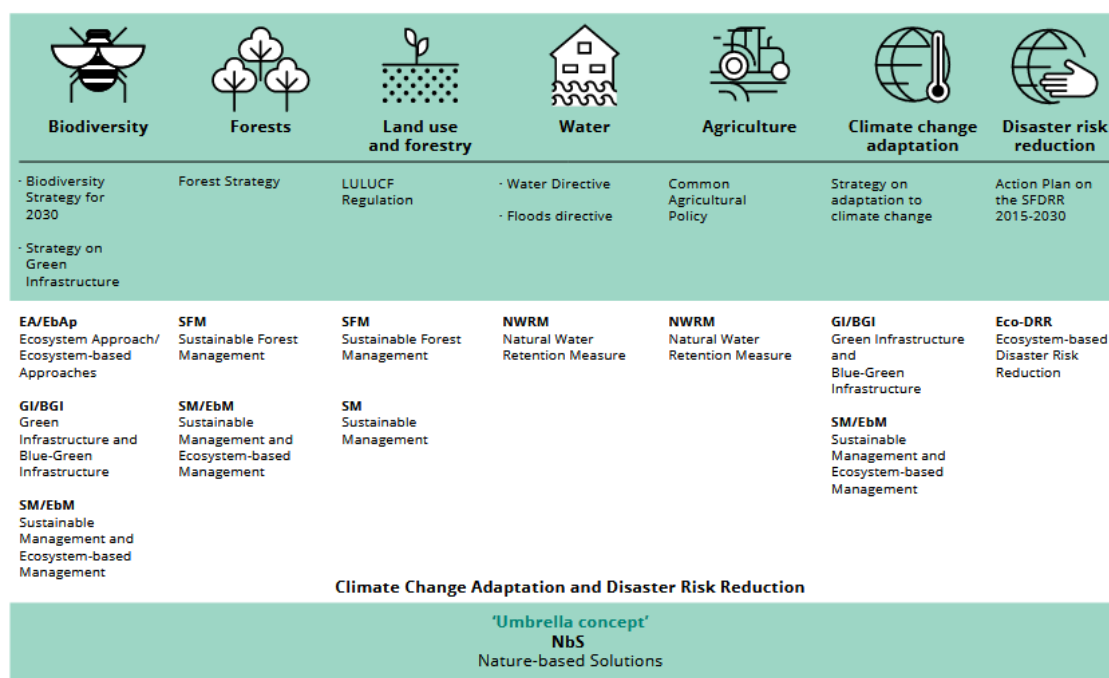 Biodiversity
Forests
Land use
and forestry
Water
Agriculture
Climate change
adaptation
Disaster risk
reduction
· Biodiversity
Strategy for
2030
· Strategy on
Green
Infrastructure
Forest Strategy
LULUCF
Regulation
· Water Directive
· Floods directive
Common
Agricultural
Policy
Strategy on
adaptation to
climate change
Action Plan on
the SFDRR
2015-2030
EA/EbAp
Ecosystem Approach/
Ecosystem-based
Approaches
GI/BGI
Green
Infrastructure and
Blue-Green
Infrastructure
SM/EbM
Sustainable
Management and
Ecosystem-based
Management
SFM
Sustainable Forest
Management
SM/EbM
Sustainable
Management and
Ecosystem-based
Management
SFM
Sustainable Forest
Management
SM
Sustainable
Management
NWRM
Natural Water
Retention Measure
NWRM
Natural Water
Retention Measure
GI/BGI
Green Infrastructure
and
Blue-Green
Infrastructure
SM/EbM
Sustainable
Management and
Ecosystem-based
Management
Eco-DRR
Ecosystem-based
Disaster Risk
Reduction
Climate Change Adaptation and Disaster Risk Reduction
‘Umbrella concept’
NbS
Nature-based Solutions